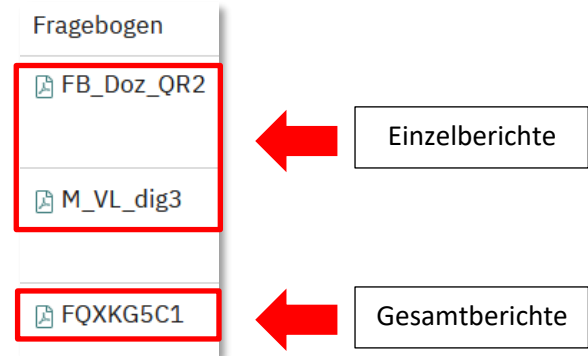 Fragebogen
FB_Doz_QR2
Einzelberichte
M_VL_dig3
FQXKG5C1
Gesamtberichte